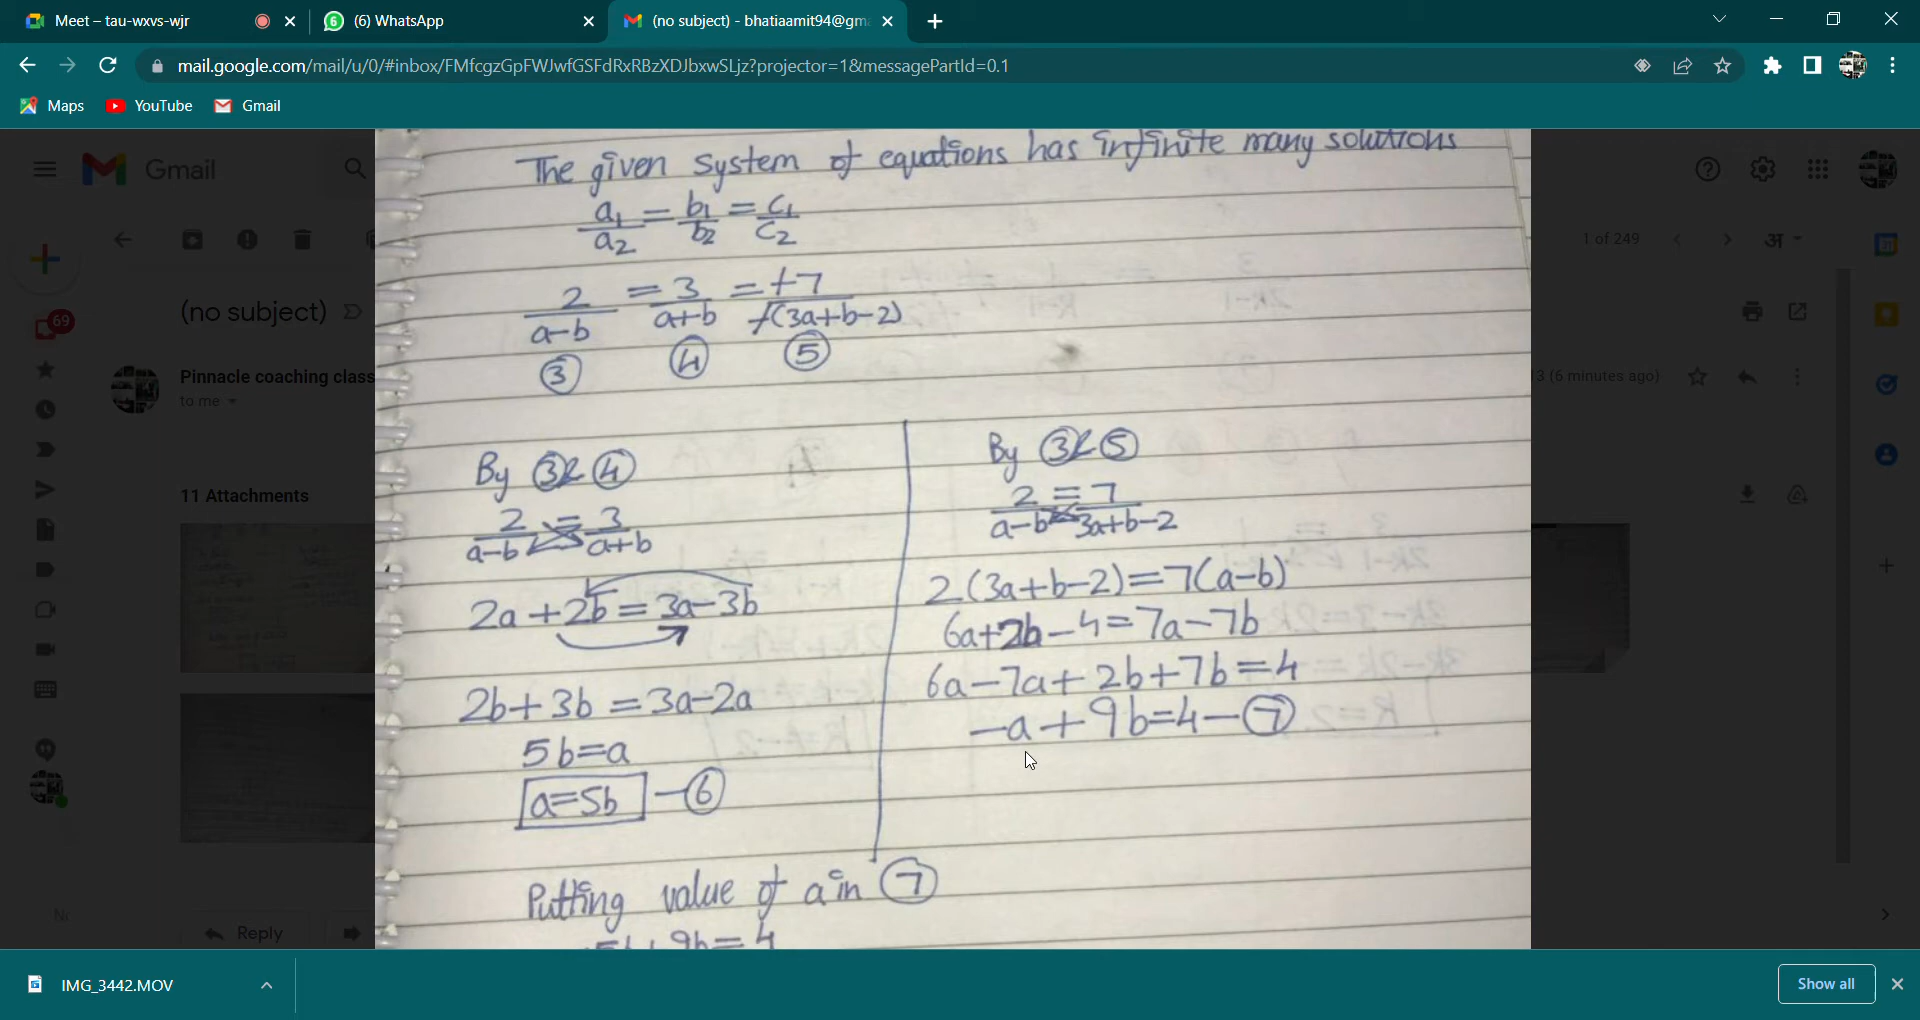 Meet – tau-wxvs-wjr
(6) WhatsApp
(no subject) - bhatiaamit94@gm
mail.google.com/mail/u/0/#inbox/FMfcgzGpFWJwfGSFdRxRBzXDJbxwSLjz?projector=1&messagePartId=0.1
Maps YouTube Gmail
Gmail
1 of 249
अ
(no subject)
69
Pinnacle coaching class
to me
3 (6 minutes ago)
11 Attachments
Reply
The given system of equations has infinite many solutions
a1/a2 = b1/b2 = c1/c2
2/(a-b) = 3/(a+b) = +7/+(3a+b-2)
③ ④ ⑤
By ③ & ④
2/(a-b) = 3/(a+b)
2a + 2b = 3a - 3b
2b + 3b = 3a - 2a
5b = a
a = 5b — ⑥
By ③ & ⑤
2/(a-b) = 7/(3a+b-2)
2(3a+b-2) = 7(a-b)
6a + 2b - 4 = 7a - 7b
6a - 7a + 2b + 7b = 4
-a + 9b = 4 — ⑦
Putting value of a in ⑦
-5b + 9b = 4
IMG_3442.MOV
Show all